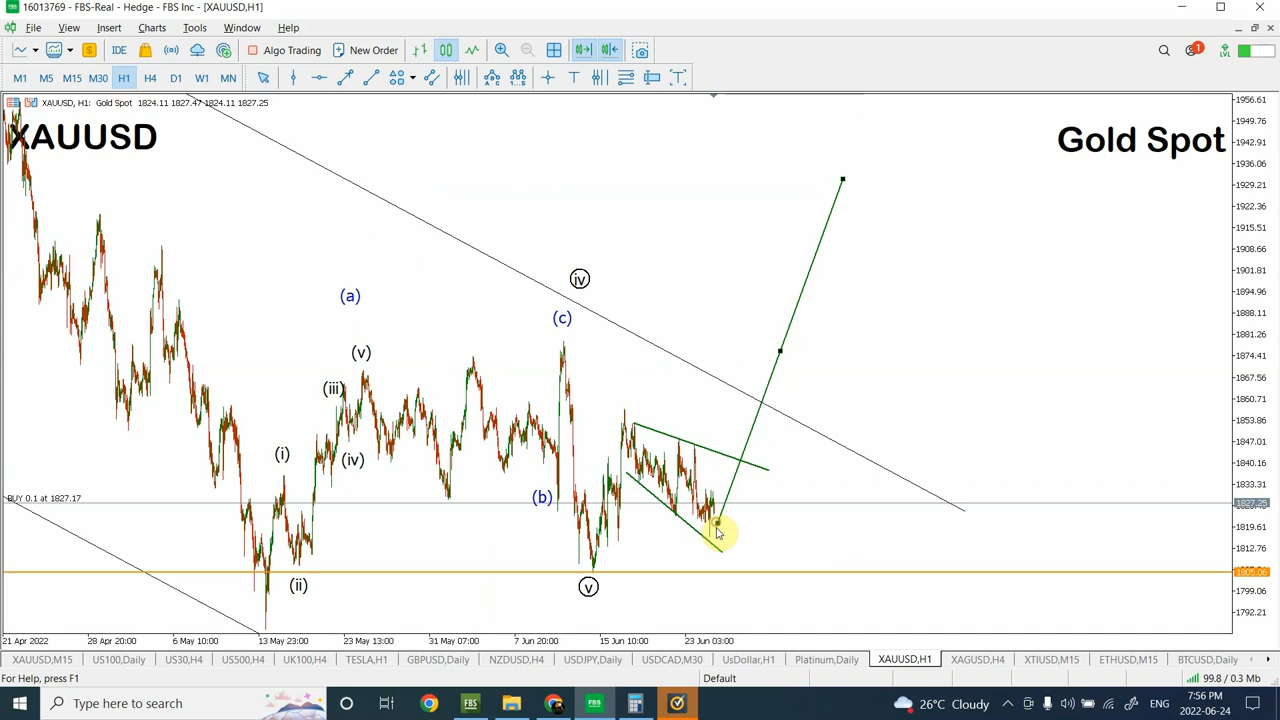 16013769 - FBS-Real - Hedge - FBS Inc - [XAUUSD,H1]
File View Insert Charts Tools Window Help
IDE Algo Trading New Order 1 LVL
M1 M5 M15 M30 H1 H4 D1 W1 MN
XAUUSD, H1: Gold Spot 1824.11 1827.47 1824.11 1827.25
XAUUSD
Gold Spot
1956.61
1949.76
1942.91
1936.06
1929.21
1922.36
1915.51
1908.66
1901.81
1894.96
1888.11
1881.26
1874.41
1867.56
1860.71
1853.86
1847.01
1840.16
1833.31
1827.25
1819.61
1812.76
1805.06
1799.06
1792.21
iv
(a)
(c)
(v)
(iii)
(i)
(iv)
(b)
BUY 0.1 at 1827.17
(ii)
v
21 Apr 2022 28 Apr 20:00 6 May 10:00 13 May 23:00 23 May 13:00 31 May 07:00 7 Jun 20:00 15 Jun 10:00 23 Jun 03:00
XAUUSD,M15 US100,Daily US30,H4 US500,H4 UK100,H4 TESLA,H1 GBPUSD,Daily NZDUSD,H4 USDJPY,Daily USDCAD,M30 UsDollar,H1 Platinum,Daily XAUUSD,H1 XAGUSD,H4 XTIUSD,M15 ETHUSD,M15 BTCUSD,Daily
For Help, press F1 Default 99.8 / 0.3 Mb
Type here to search FBS FBS 26°C Cloudy ENG 7:56 PM
2022-06-24